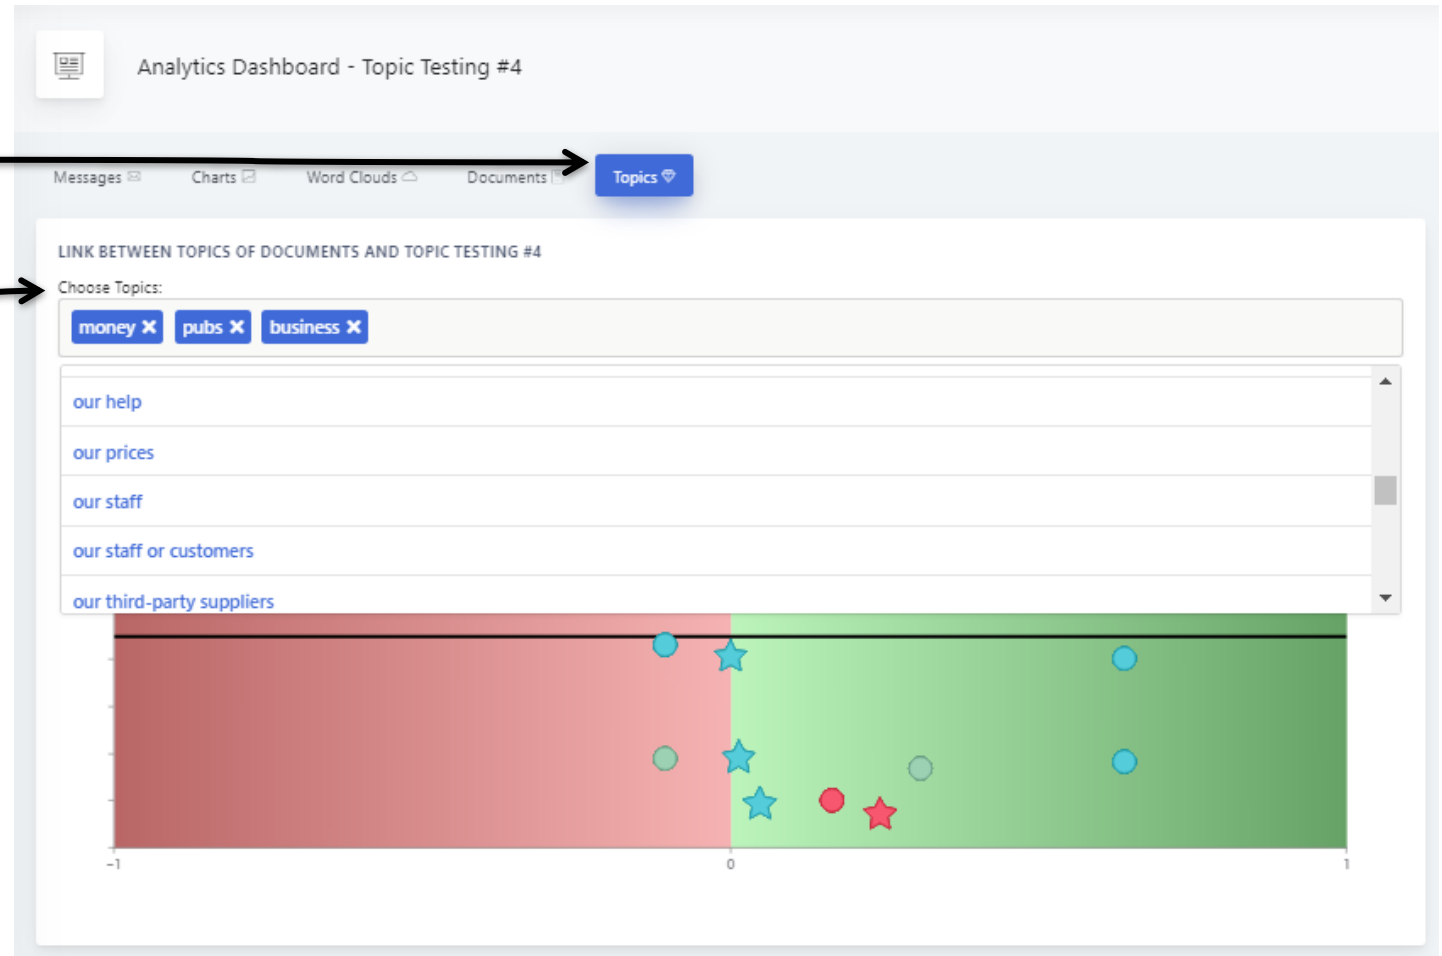 Analytics Dashboard - Topic Testing #4
Messages Charts Word Clouds Documents Topics
LINK BETWEEN TOPICS OF DOCUMENTS AND TOPIC TESTING #4
Choose Topics:
money × pubs × business ×
our help
our prices
our staff
our staff or customers
our third-party suppliers
−1 0 1